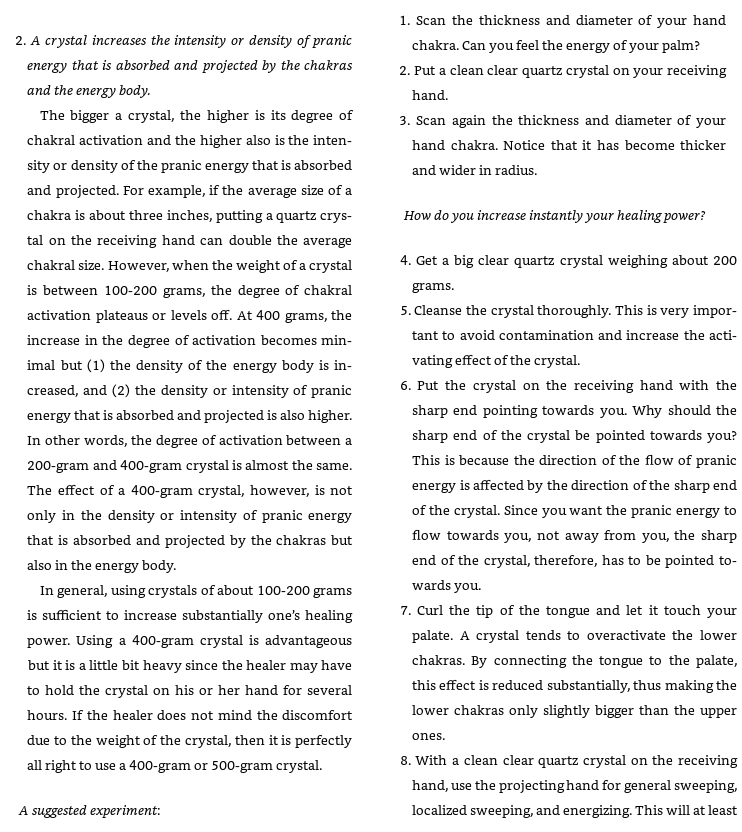 2. A crystal increases the intensity or density of pranic
energy that is absorbed and projected by the chakras
and the energy body.
The bigger a crystal, the higher is its degree of
chakral activation and the higher also is the inten-
sity or density of the pranic energy that is absorbed
and projected. For example, if the average size of a
chakra is about three inches, putting a quartz crys-
tal on the receiving hand can double the average
chakral size. However, when the weight of a crystal
is between 100-200 grams, the degree of chakral
activation plateaus or levels off. At 400 grams, the
increase in the degree of activation becomes min-
imal but (1) the density of the energy body is in-
creased, and (2) the density or intensity of pranic
energy that is absorbed and projected is also higher.
In other words, the degree of activation between a
200-gram and 400-gram crystal is almost the same.
The effect of a 400-gram crystal, however, is not
only in the density or intensity of pranic energy
that is absorbed and projected by the chakras but
also in the energy body.
In general, using crystals of about 100-200 grams
is sufficient to increase substantially one's healing
power. Using a 400-gram crystal is advantageous
but it is a little bit heavy since the healer may have
to hold the crystal on his or her hand for several
hours. If the healer does not mind the discomfort
due to the weight of the crystal, then it is perfectly
all right to use a 400-gram or 500-gram crystal.
A suggested experiment:
1. Scan the thickness and diameter of your hand
chakra. Can you feel the energy of your palm?
2. Put a clean clear quartz crystal on your receiving
hand.
3. Scan again the thickness and diameter of your
hand chakra. Notice that it has become thicker
and wider in radius.
How do you increase instantly your healing power?
4. Get a big clear quartz crystal weighing about 200
grams.
5. Cleanse the crystal thoroughly. This is very impor-
tant to avoid contamination and increase the acti-
vating effect of the crystal.
6. Put the crystal on the receiving hand with the
sharp end pointing towards you. Why should the
sharp end of the crystal be pointed towards you?
This is because the direction of the flow of pranic
energy is affected by the direction of the sharp end
of the crystal. Since you want the pranic energy to
flow towards you, not away from you, the sharp
end of the crystal, therefore, has to be pointed to-
wards you.
7. Curl the tip of the tongue and let it touch your
palate. A crystal tends to overactivate the lower
chakras. By connecting the tongue to the palate,
this effect is reduced substantially, thus making the
lower chakras only slightly bigger than the upper
ones.
8. With a clean clear quartz crystal on the receiving
hand, use the projecting hand for general sweeping,
localized sweeping, and energizing. This will at least